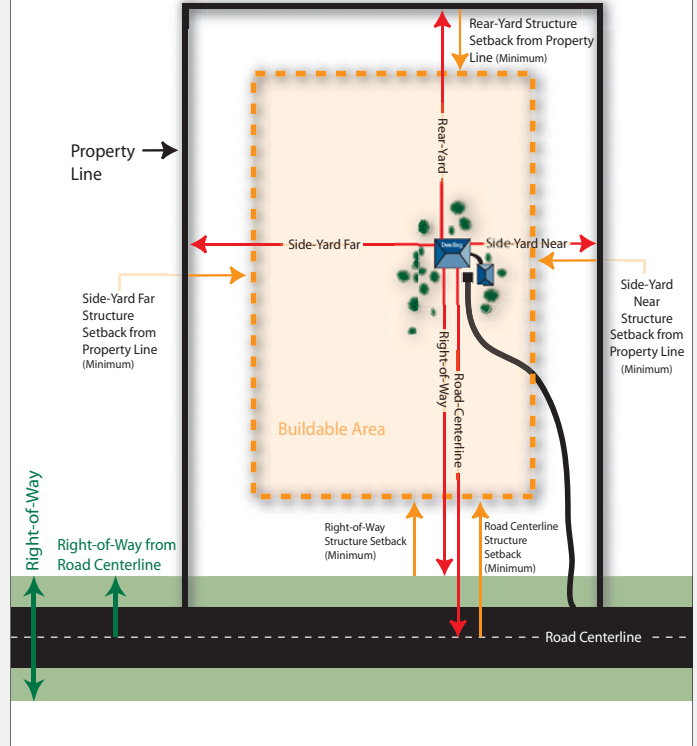 Rear-Yard Structure
Setback from Property
Line (Minimum)
Rear-Yard
Property
Line
Dwelling
Side-Yard Far
Side-Yard Near
Side-Yard Far
Structure
Setback from
Property Line
(Minimum)
Side-Yard
Near
Structure
Setback from
Property Line
(Minimum)
Right-of-Way
Road-Centerline
Buildable Area
Right-of-Way
Right-of-Way from
Road Centerline
Right-of-Way
Structure Setback
(Minimum)
Road Centerline
Structure
Setback
(Minimum)
Road Centerline